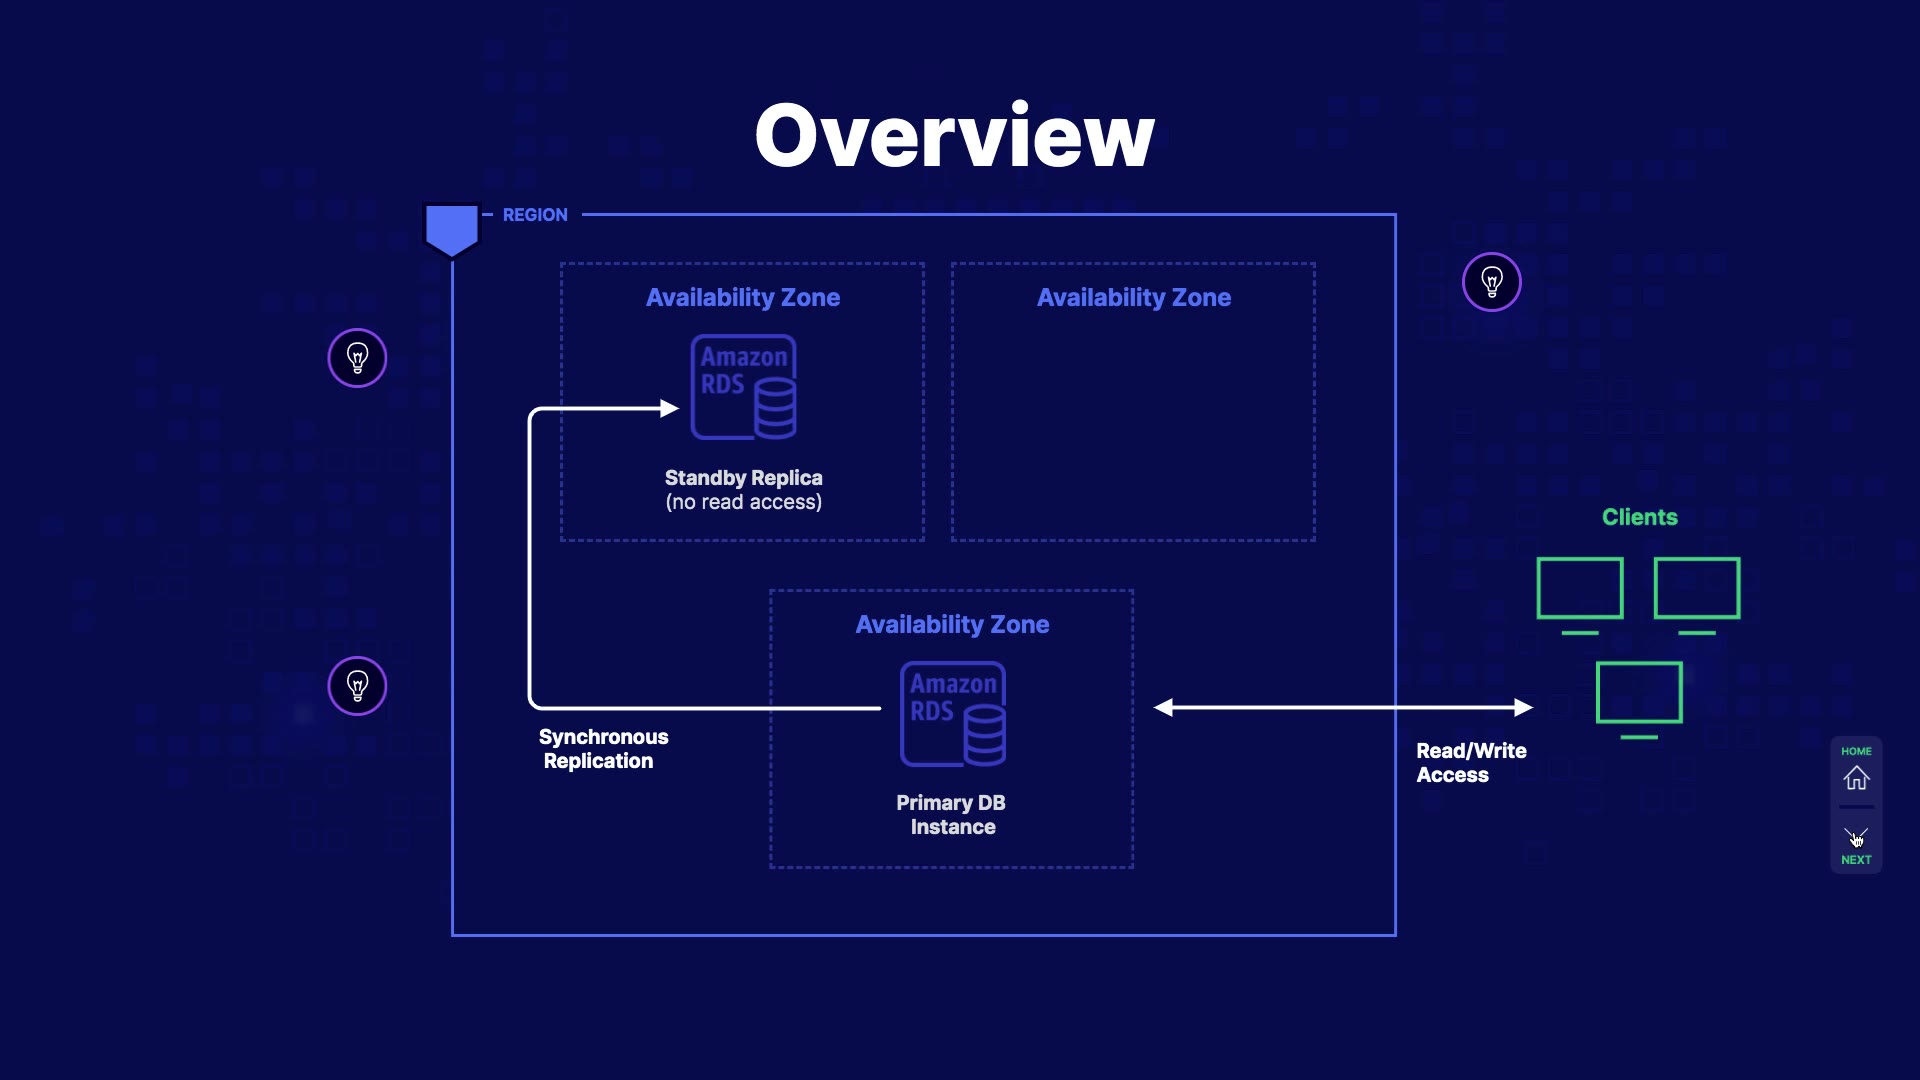 Overview
REGION
Availability Zone
Availability Zone
Amazon
RDS
Standby Replica
(no read access)
Clients
Availability Zone
Amazon
RDS
Synchronous
Replication
Primary DB
Instance
Read/Write
Access
HOME
NEXT